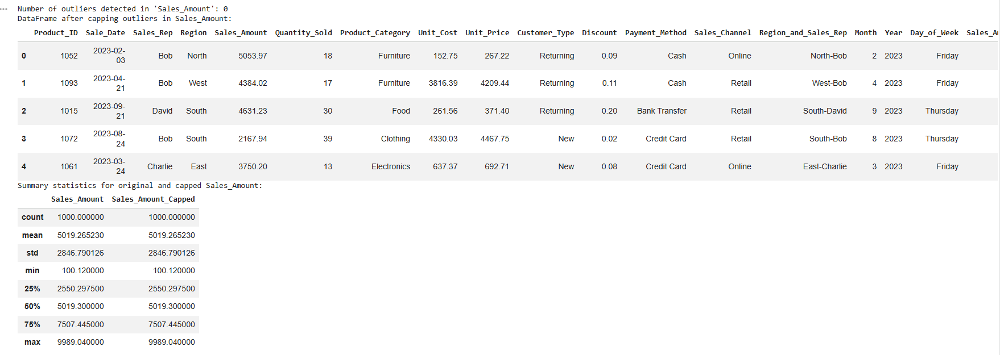 Number of outliers detected in 'Sales_Amount': 0
DataFrame after capping outliers in Sales_Amount:
Product_ID Sale_Date Sales_Rep Region Sales_Amount Quantity_Sold Product_Category Unit_Cost Unit_Price Customer_Type Discount Payment_Method Sales_Channel Region_and_Sales_Rep Month Year Day_of_Week
0 1052 2023-02-03 Bob North 5053.97 18 Furniture 152.75 267.22 Returning 0.09 Cash Online North-Bob 2 2023 Friday
1 1093 2023-04-21 Bob West 4384.02 17 Furniture 3816.39 4209.44 Returning 0.11 Cash Retail West-Bob 4 2023 Friday
2 1015 2023-09-21 David South 4631.23 30 Food 261.56 371.40 Returning 0.20 Bank Transfer Retail South-David 9 2023 Thursday
3 1072 2023-08-24 Bob South 2167.94 39 Clothing 4330.03 4467.75 New 0.02 Credit Card Retail South-Bob 8 2023 Thursday
4 1061 2023-03-24 Charlie East 3750.20 13 Electronics 637.37 692.71 New 0.08 Credit Card Online East-Charlie 3 2023 Friday
Summary statistics for original and capped Sales_Amount:
Sales_Amount Sales_Amount_Capped
count 1000.000000 1000.000000
mean 5019.265230 5019.265230
std 2846.790126 2846.790126
min 100.120000 100.120000
25% 2550.297500 2550.297500
50% 5019.300000 5019.300000
75% 7507.445000 7507.445000
max 9989.040000 9989.040000